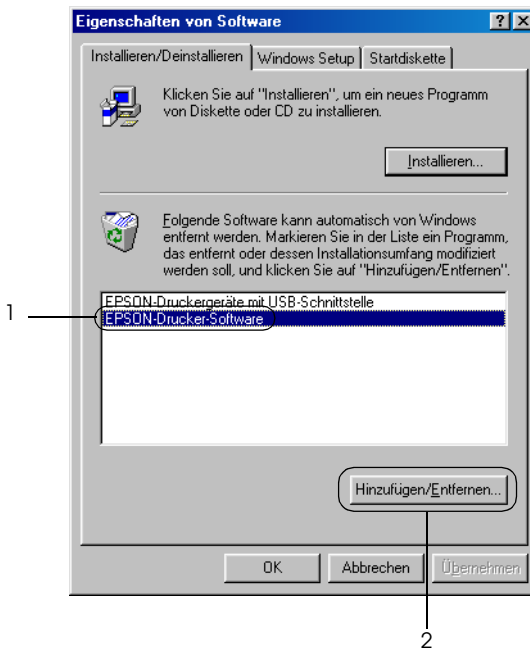 Eigenschaften von Software
Installieren/Deinstallieren Windows Setup Startdiskette
Klicken Sie auf "Installieren", um ein neues Programm
von Diskette oder CD zu installieren.
Installieren...
Folgende Software kann automatisch von Windows
entfernt werden. Markieren Sie in der Liste ein Programm,
das entfernt oder dessen Installationsumfang modifiziert
werden soll, und klicken Sie auf "Hinzufügen/Entfernen".
EPSON-Druckergeräte mit USB-Schnittstelle
1 EPSON-Drucker-Software
Hinzufügen/Entfernen...
OK Abbrechen Übernehmen
2